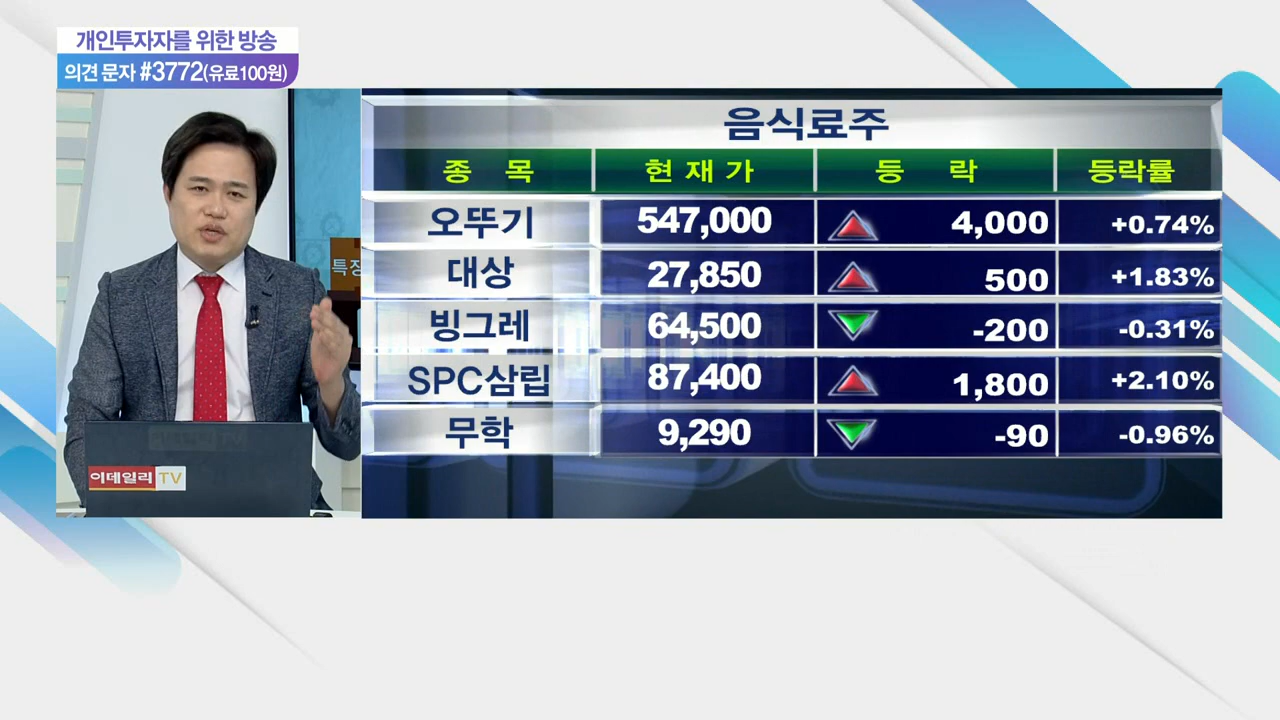 개인투자자를 위한 방송
의견 문자 #3772(유료100원)
음식료주
종 목 현 재 가 등 락 등락률
오뚜기 547,000 4,000 +0.74%
대상 27,850 500 +1.83%
빙그레 64,500 -200 -0.31%
SPC삼립 87,400 1,800 +2.10%
무학 9,290 -90 -0.96%
특징
이데일리 TV